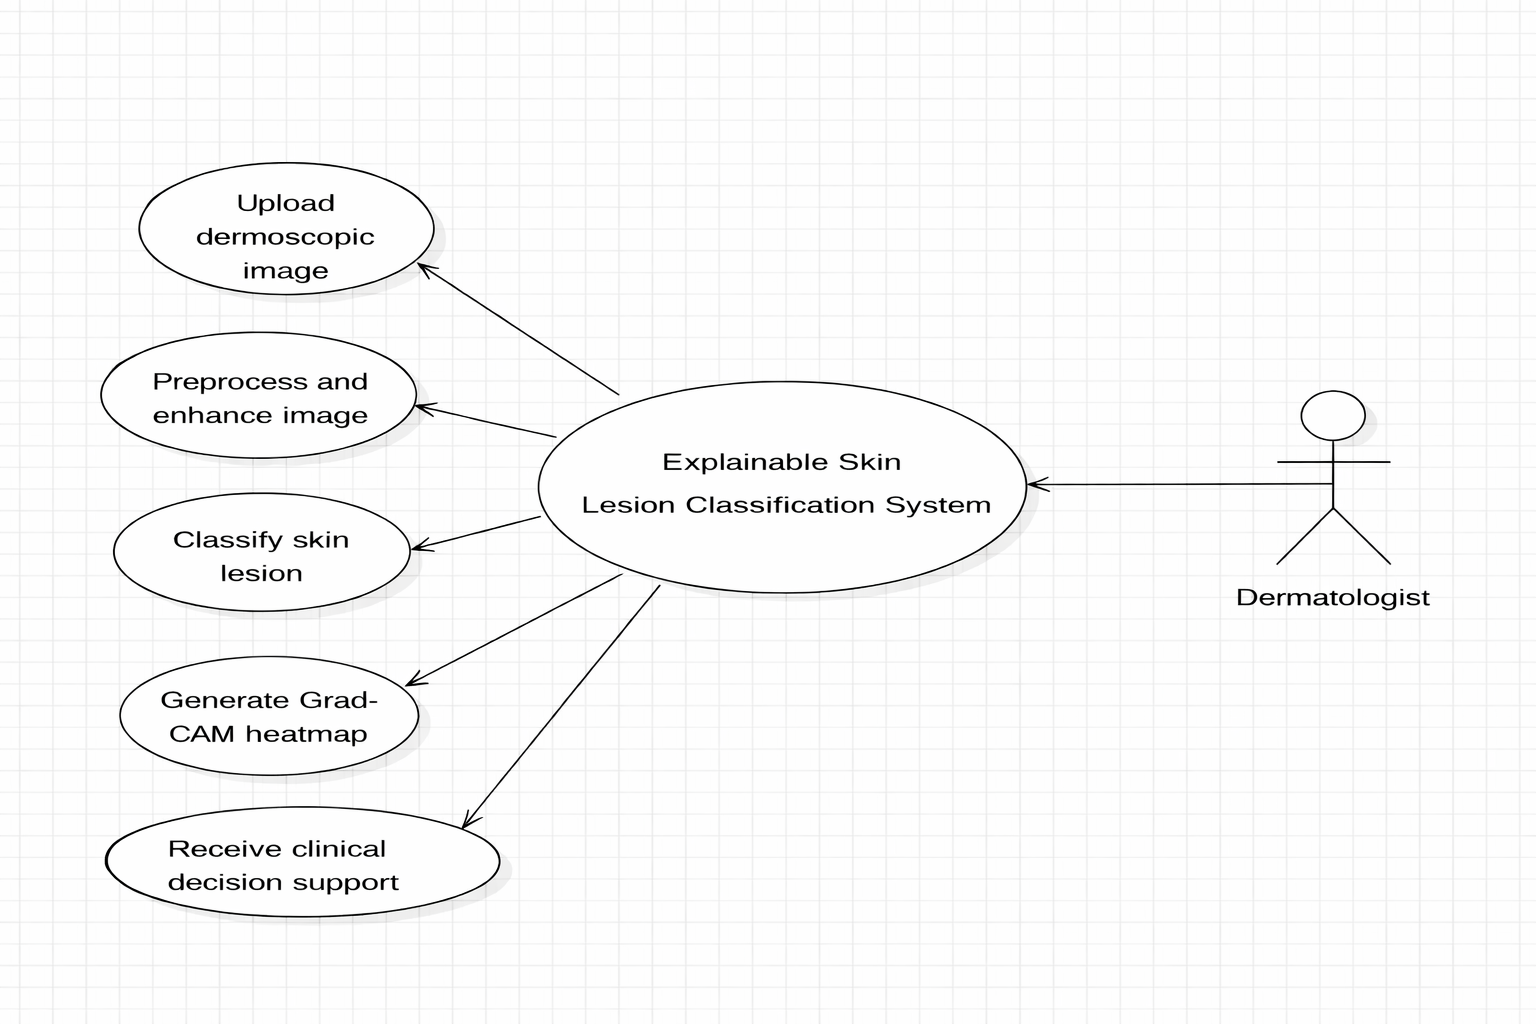 Upload
dermoscopic
image
Preprocess and
enhance image
Classify skin
lesion
Generate Grad-
CAM heatmap
Receive clinical
decision support
Explainable Skin
Lesion Classification System
Dermatologist